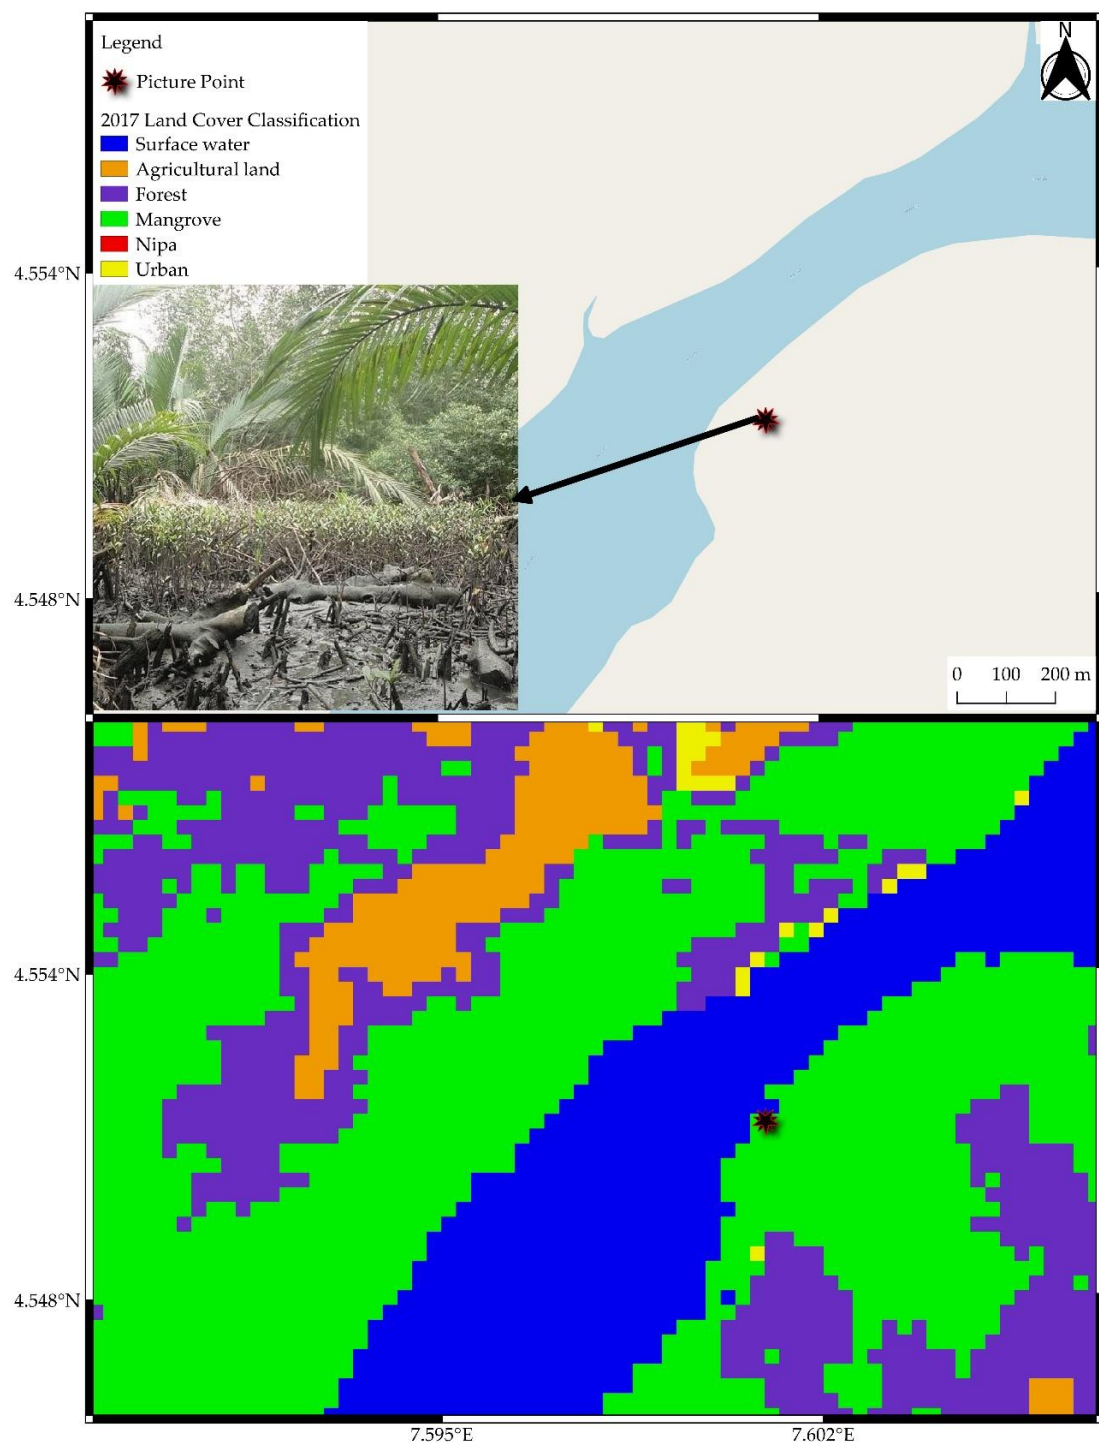 Legend
N
Picture Point
2017 Land Cover Classification
Surface water
Agricultural land
Forest
Mangrove
Nipa
Urban
4.554°N
4.548°N
0 100 200 m
4.554°N
4.548°N
7.595°E 7.602°E